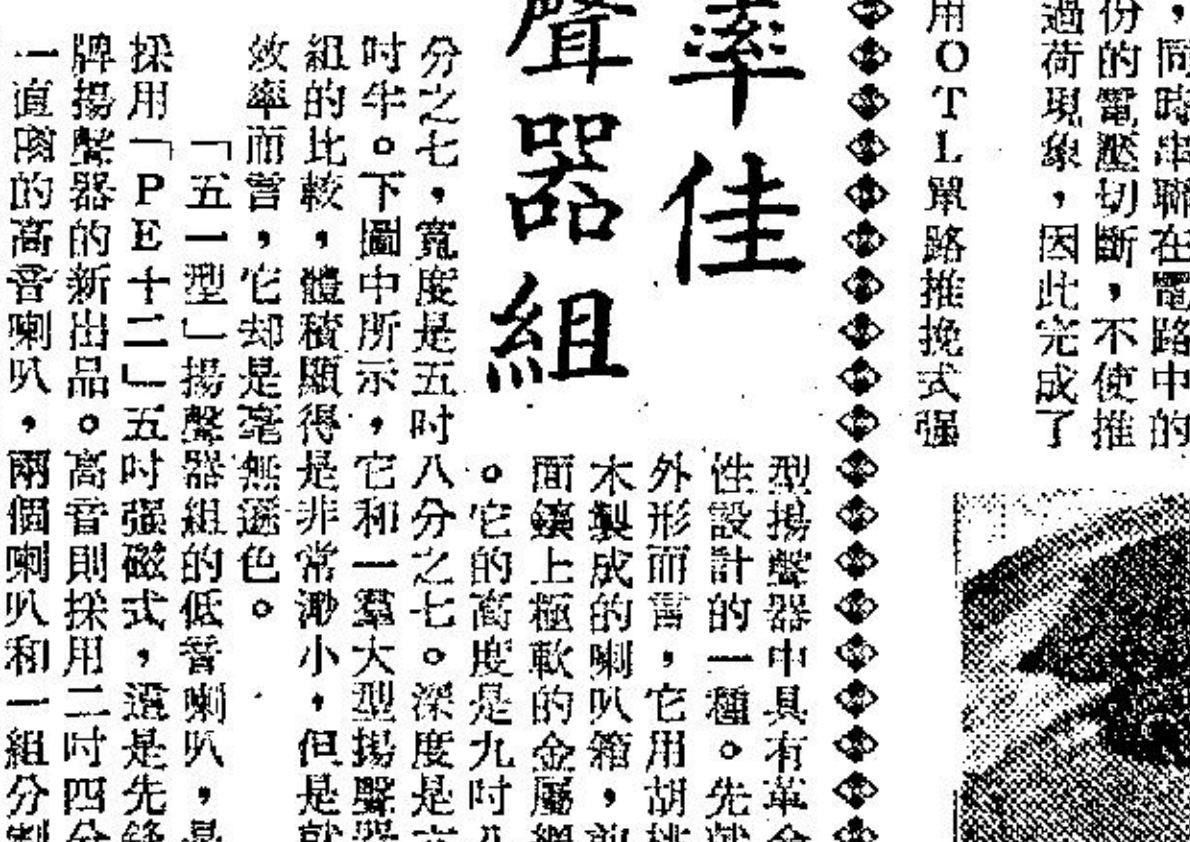 ，同時串聯在電路中的
份的電壓切斷，不使推
過荷現象，因此完成了
用OTL單路推挽式强
率佳
聲器組
型揚聲器中具有革命
性設計的一種。先就
外形而言，它用胡桃
木製成的喇叭箱，前
面鑲上極軟的金屬網
。它的高度是九吋八
分之七，寬度是五吋八分之七。深度是六
吋半。下圖中所示，它和一羣大型揚聲器
組的比較，體積顯得是非常渺小，但是就
效率而言，它却是毫無遜色。
「五一型」揚聲器組的低音喇叭，是
採用「PE十二」五吋强磁式，這是先鋒
牌揚聲器的新出品。高音則採用二吋四分
一直徑的高音喇叭，兩個喇叭和一組分割